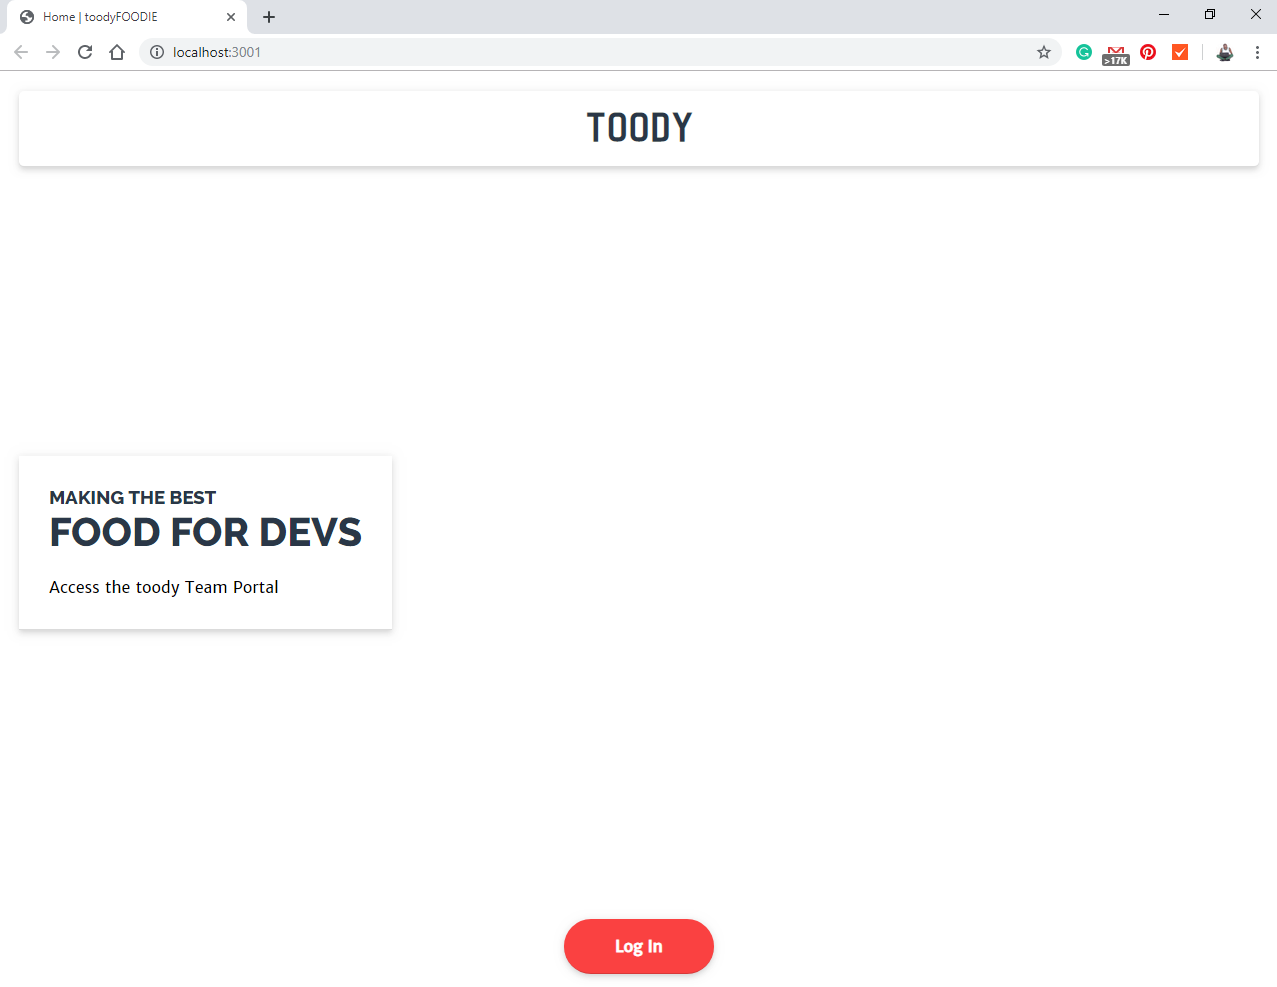 Home | toodyFOODIE
localhost:3001
>17K
TOODY
MAKING THE BEST
FOOD FOR DEVS
Access the toody Team Portal
Log In